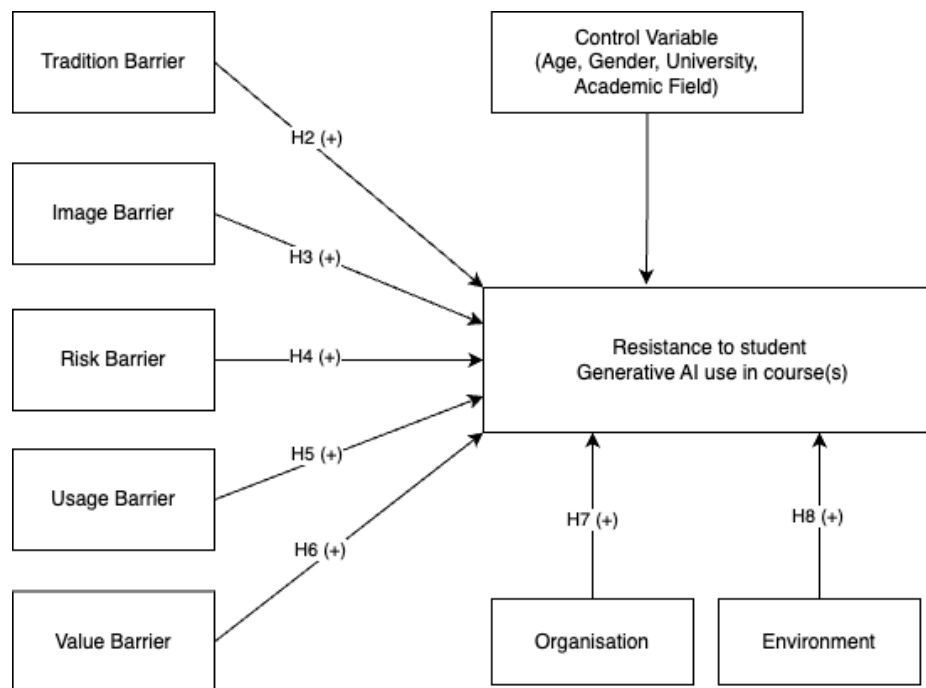 Tradition Barrier
Control Variable
(Age, Gender, University,
Academic Field)
H2 (+)
Image Barrier
H3 (+)
Risk Barrier
H4 (+)
Resistance to student
Generative AI use in course(s)
H5 (+)
Usage Barrier
H6 (+)
H7 (+)
H8 (+)
Value Barrier
Organisation
Environment